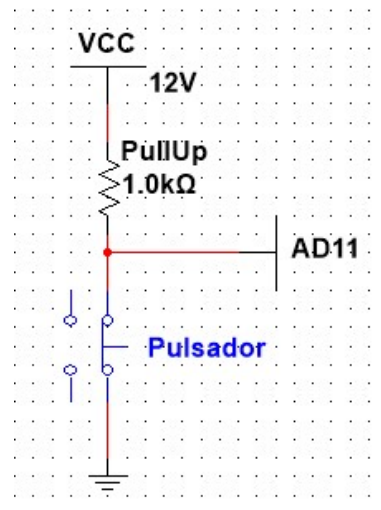 VCC
12V
PullUp
1.0kΩ
AD11
Pulsador